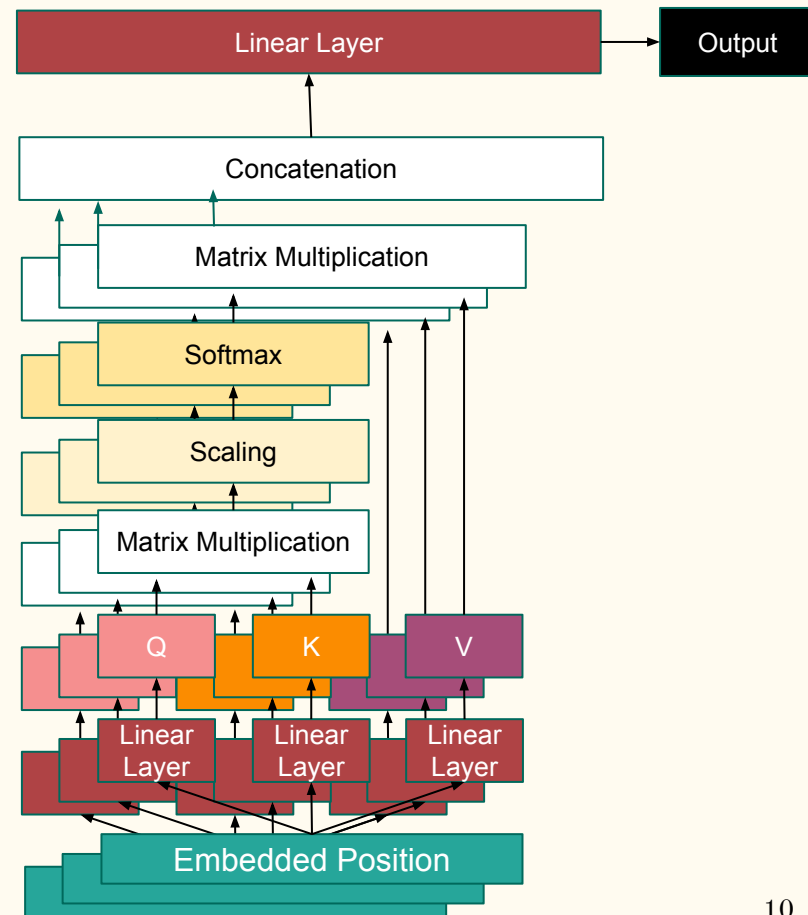 Linear Layer
Output
Concatenation
Matrix Multiplication
Softmax
Scaling
Matrix Multiplication
Q
K
V
Linear
Layer
Linear
Layer
Linear
Layer
Embedded Position
10